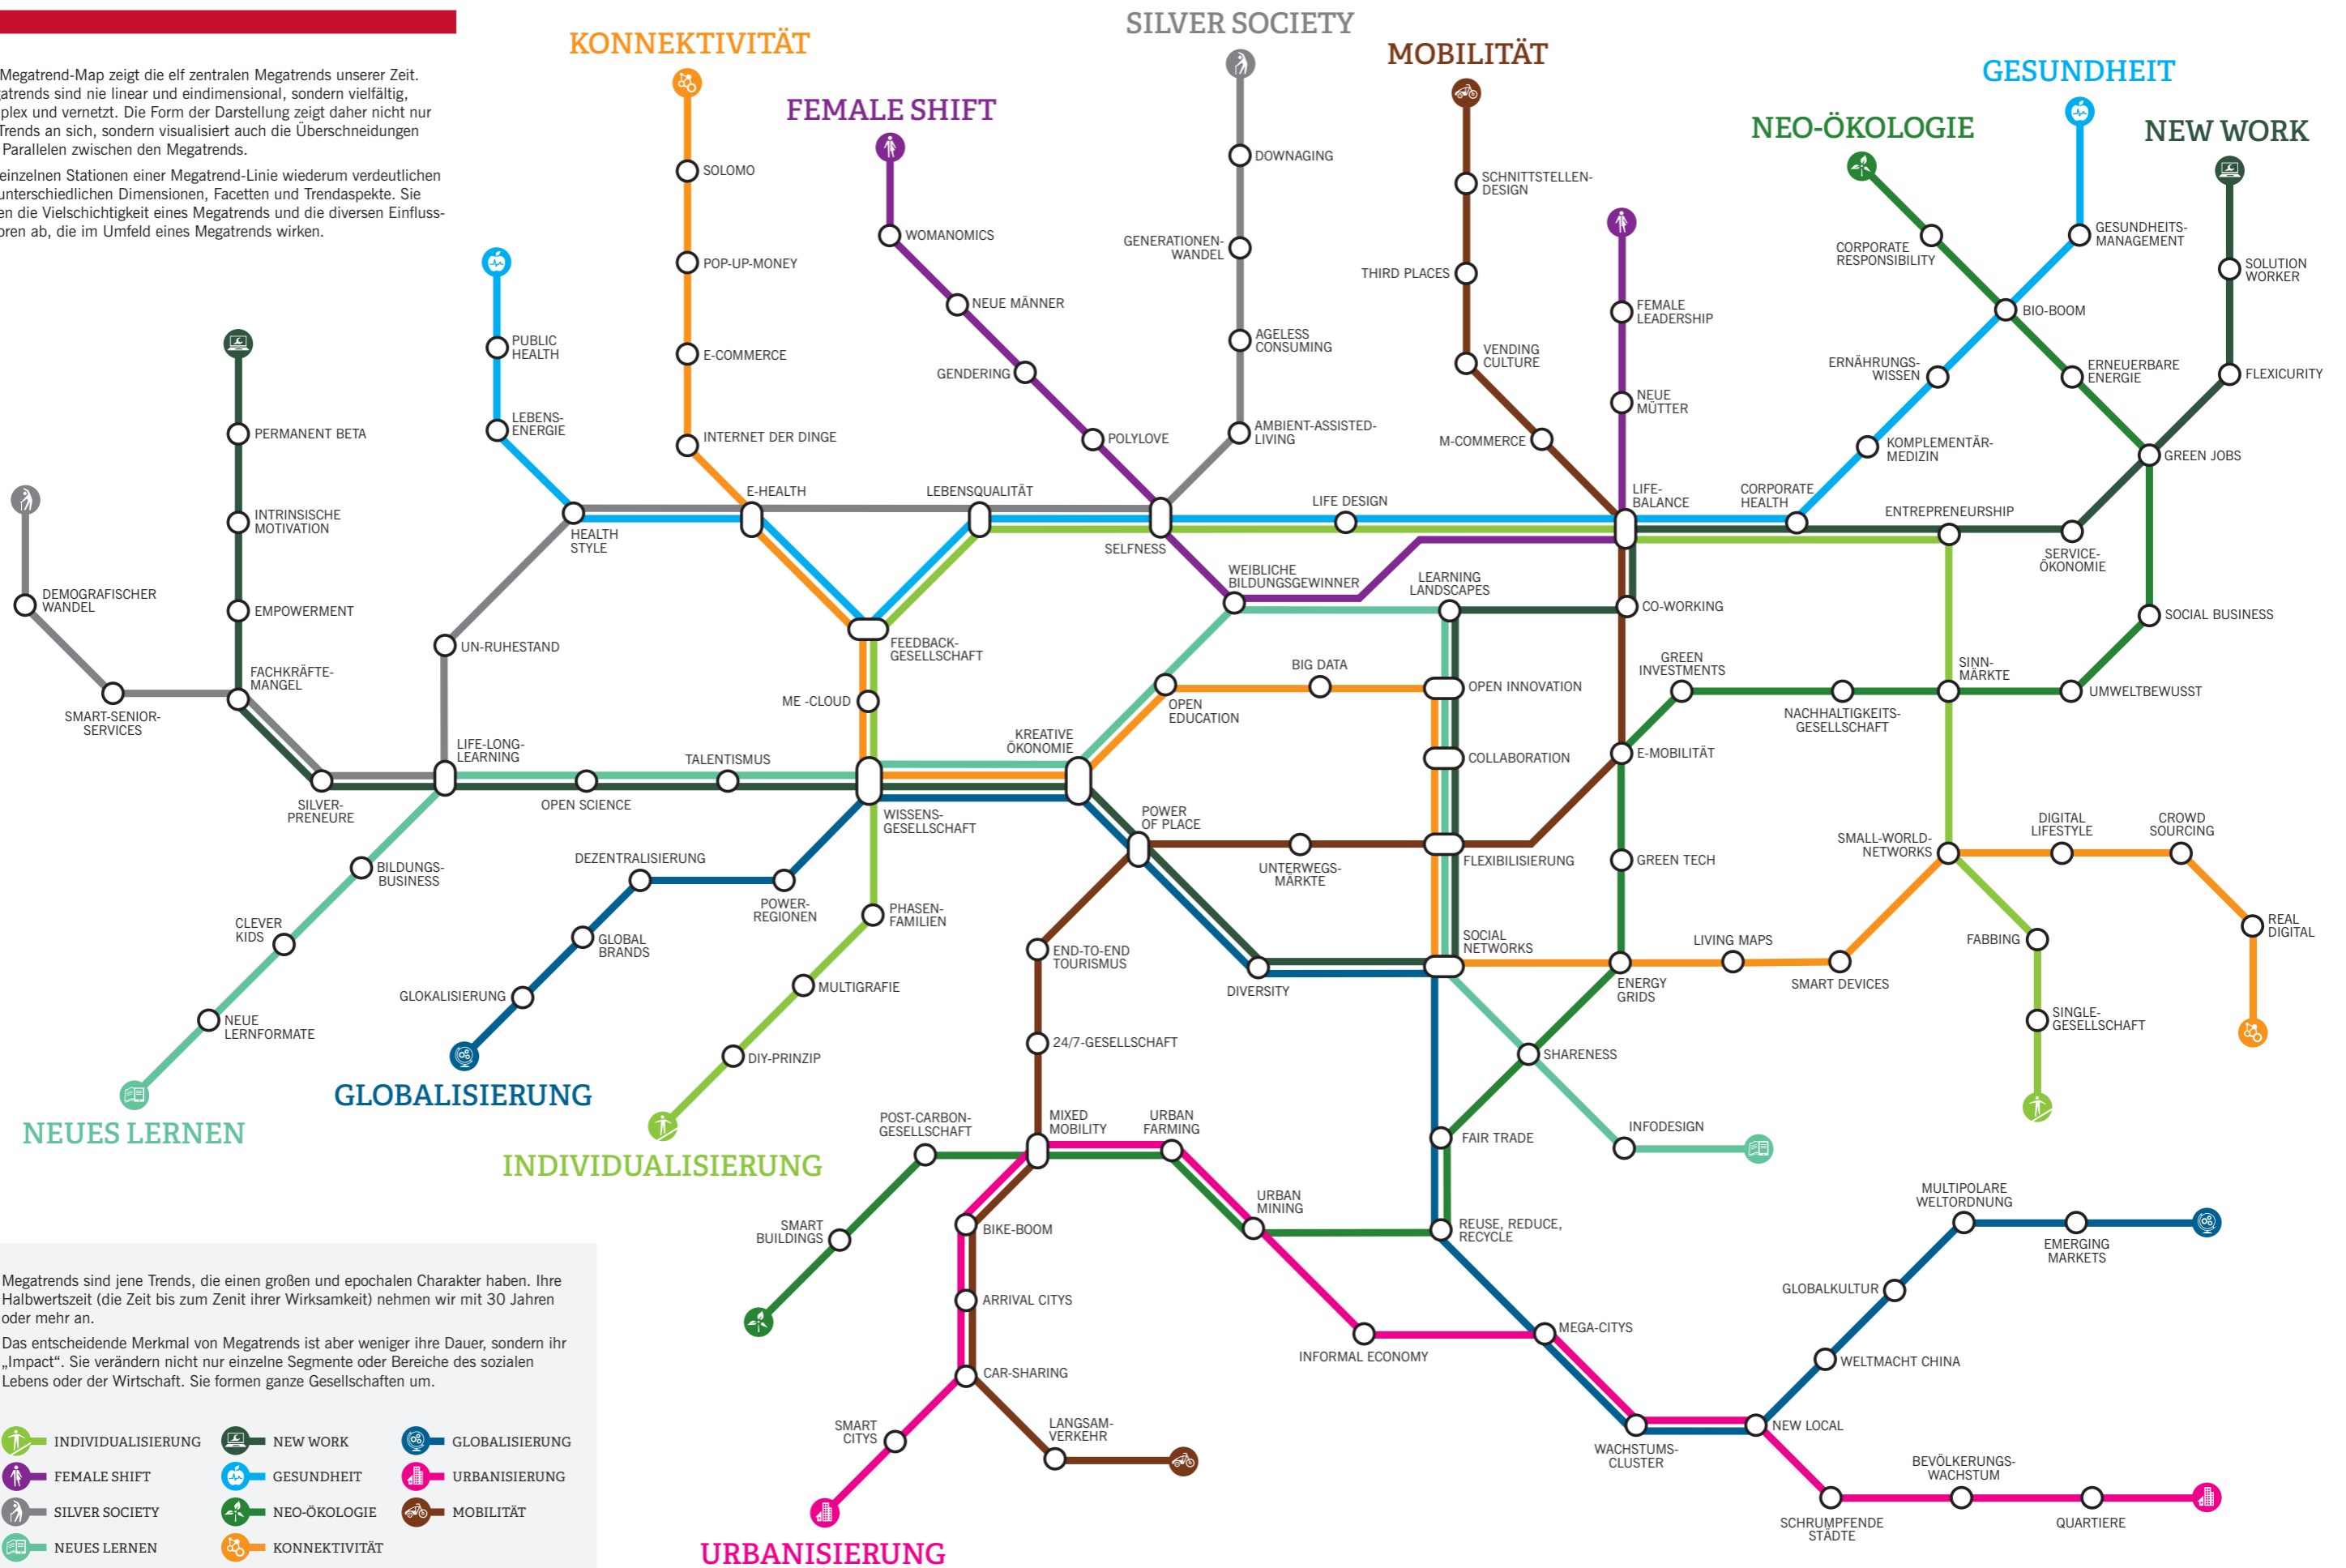 SILVER SOCIETY
KONNEKTIVITÄT
MOBILITÄT
GESUNDHEIT
FEMALE SHIFT
NEO-ÖKOLOGIE
NEW WORK
Megatrend-Map zeigt die elf zentralen Megatrends unserer Zeit.
atrends sind nie linear und eindimensional, sondern vielfältig,
plex und vernetzt. Die Form der Darstellung zeigt daher nicht nur
Trends an sich, sondern visualisiert auch die Überschneidungen
Parallelen zwischen den Megatrends.
einzelnen Stationen einer Megatrend-Linie wiederum verdeutlichen
unterschiedlichen Dimensionen, Facetten und Trendaspekte. Sie
en die Vielschichtigkeit eines Megatrends und die diversen Einfluss-
oren ab, die im Umfeld eines Megatrends wirken.
SOLOMO
POP-UP-MONEY
E-COMMERCE
INTERNET DER DINGE
WOMANOMICS
NEUE MÄNNER
GENDERING
POLYLOVE
DOWNAGING
GENERATIONEN-
WANDEL
AGELESS
CONSUMING
AMBIENT-ASSISTED-
LIVING
SCHNITTSTELLEN-
DESIGN
THIRD PLACES
VENDING
CULTURE
M-COMMERCE
FEMALE
LEADERSHIP
NEUE
MÜTTER
LIFE-
BALANCE
CORPORATE
RESPONSIBILITY
GESUNDHEITS-
MANAGEMENT
SOLUTION
WORKER
BIO-BOOM
ERNÄHRUNGS-
WISSEN
ERNEUERBARE
ENERGIE
FLEXICURITY
KOMPLEMENTÄR-
MEDIZIN
GREEN JOBS
CORPORATE
HEALTH
ENTREPRENEURSHIP
SERVICE-
ÖKONOMIE
SOCIAL BUSINESS
PUBLIC
HEALTH
LEBENS-
ENERGIE
PERMANENT BETA
INTRINSISCHE
MOTIVATION
EMPOWERMENT
FACHKRÄFTE-
MANGEL
DEMOGRAFISCHER
WANDEL
SMART-SENIOR-
SERVICES
HEALTH
STYLE
E-HEALTH
LEBENSQUALITÄT
SELFNESS
LIFE DESIGN
UN-RUHESTAND
FEEDBACK-
GESELLSCHAFT
WEIBLICHE
BILDUNGSGEWINNER
LEARNING
LANDSCAPES
CO-WORKING
ME -CLOUD
OPEN
EDUCATION
BIG DATA
OPEN INNOVATION
GREEN
INVESTMENTS
NACHHALTIGKEITS-
GESELLSCHAFT
SINN-
MÄRKTE
UMWELTBEWUSST
LIFE-LONG-
LEARNING
SILVER-
PRENEURE
OPEN SCIENCE
TALENTISMUS
WISSENS-
GESELLSCHAFT
KREATIVE
ÖKONOMIE
COLLABORATION
E-MOBILITÄT
POWER
OF PLACE
UNTERWEGS-
MÄRKTE
FLEXIBILISIERUNG
GREEN TECH
SMALL-WORLD-
NETWORKS
DIGITAL
LIFESTYLE
CROWD
SOURCING
REAL
DIGITAL
BILDUNGS-
BUSINESS
CLEVER
KIDS
NEUE
LERNFORMATE
NEUES LERNEN
DEZENTRALISIERUNG
POWER-
REGIONEN
GLOBAL
BRANDS
GLOKALISIERUNG
GLOBALISIERUNG
PHASEN-
FAMILIEN
MULTIGRAFIE
DIY-PRINZIP
INDIVIDUALISIERUNG
END-TO-END
TOURISMUS
24/7-GESELLSCHAFT
DIVERSITY
SOCIAL
NETWORKS
ENERGY
GRIDS
LIVING MAPS
SMART DEVICES
FABBING
SINGLE-
GESELLSCHAFT
SHARENESS
INFODESIGN
FAIR TRADE
POST-CARBON-
GESELLSCHAFT
MIXED
MOBILITY
URBAN
FARMING
URBAN
MINING
REUSE, REDUCE,
RECYCLE
SMART
BUILDINGS
BIKE-BOOM
ARRIVAL CITYS
CAR-SHARING
SMART
CITYS
LANGSAM-
VERKEHR
URBANISIERUNG
INFORMAL ECONOMY
MEGA-CITYS
WACHSTUMS-
CLUSTER
NEW LOCAL
MULTIPOLARE
WELTORDNUNG
EMERGING
MARKETS
GLOBALKULTUR
WELTMACHT CHINA
BEVÖLKERUNGS-
WACHSTUM
SCHRUMPFENDE
STÄDTE
QUARTIERE
Megatrends sind jene Trends, die einen großen und epochalen Charakter haben. Ihre
Halbwertszeit (die Zeit bis zum Zenit ihrer Wirksamkeit) nehmen wir mit 30 Jahren
oder mehr an.
Das entscheidende Merkmal von Megatrends ist aber weniger ihre Dauer, sondern ihr
„Impact“. Sie verändern nicht nur einzelne Segmente oder Bereiche des sozialen
Lebens oder der Wirtschaft. Sie formen ganze Gesellschaften um.
INDIVIDUALISIERUNG
NEW WORK
GLOBALISIERUNG
FEMALE SHIFT
GESUNDHEIT
URBANISIERUNG
SILVER SOCIETY
NEO-ÖKOLOGIE
MOBILITÄT
NEUES LERNEN
KONNEKTIVITÄT